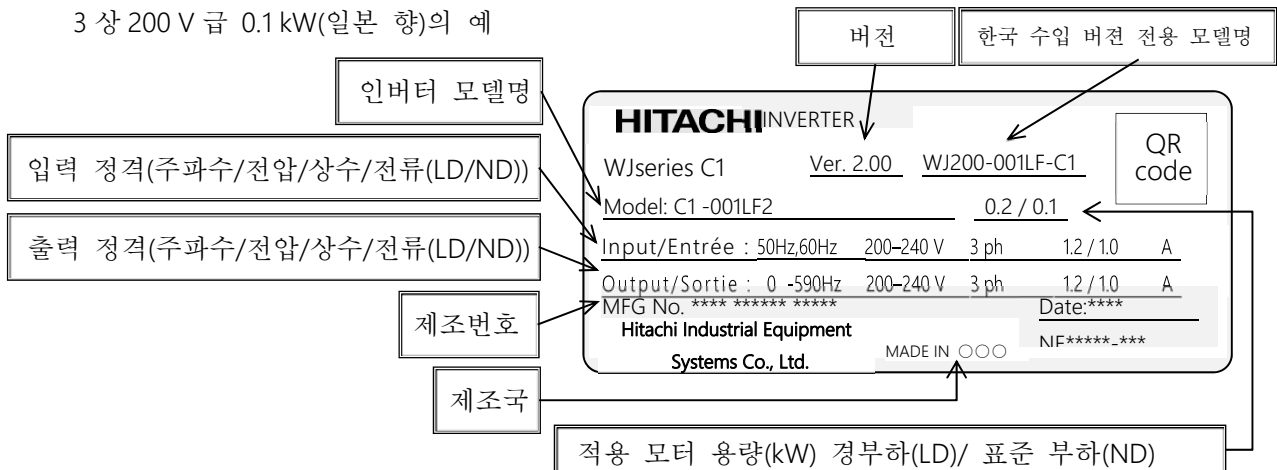 3 상 200 V 급 0.1 kW(일본 향)의 예
버전
한국 수입 버젼 전용 모델명
인버터 모델명
입력 정격(주파수/전압/상수/전류(LD/ND))
출력 정격(주파수/전압/상수/전류(LD/ND))
제조번호
제조국
HITACHI INVERTER
QR
code
WJseries C1 Ver. 2.00 WJ200-001LF-C1
Model: C1 -001LF2 0.2 / 0.1
Input/Entrée : 50Hz,60Hz 200–240 V 3 ph 1.2 / 1.0 A
Output/Sortie : 0 -590Hz 200–240 V 3 ph 1.2 / 1.0 A
MFG No. **** ****** ***** Date:****
Hitachi Industrial Equipment
Systems Co., Ltd.
MADE IN ○○○
NE*****-***
적용 모터 용량(kW) 경부하(LD)/ 표준 부하(ND)